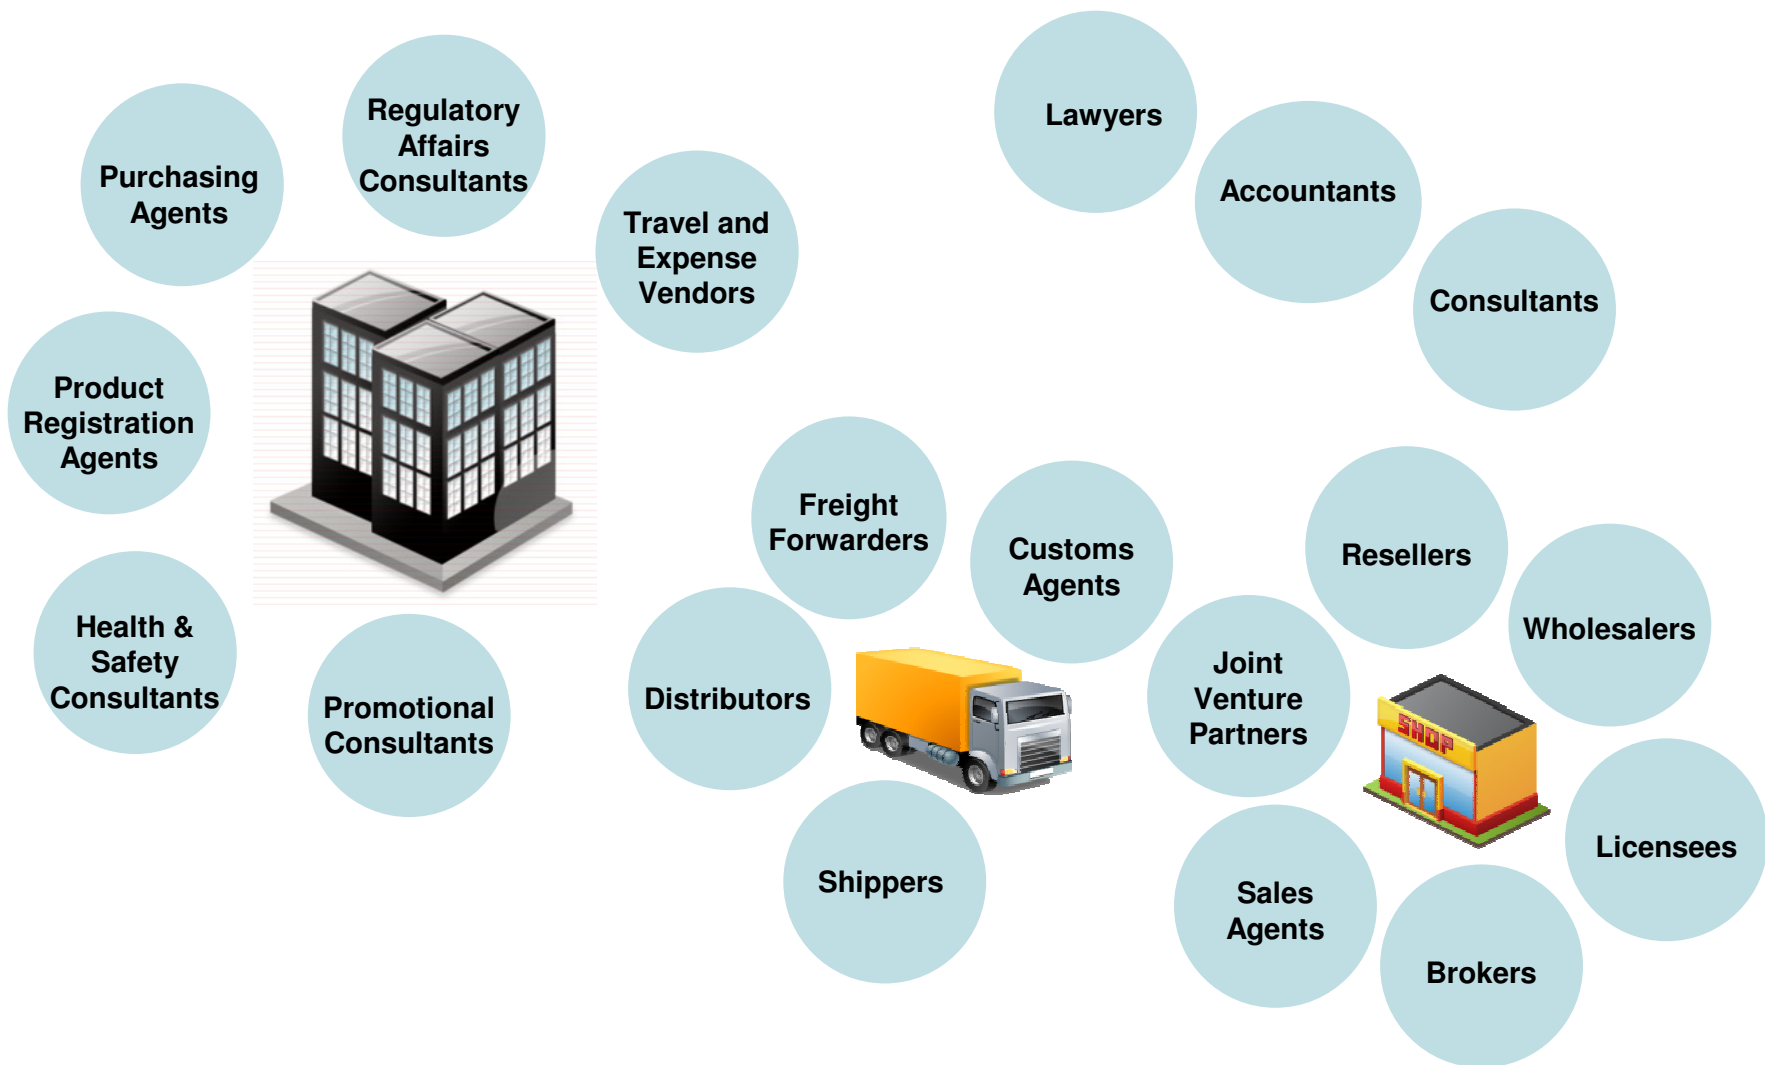 Purchasing
Agents
Regulatory
Affairs
Consultants
Travel and
Expense
Vendors
Product
Registration
Agents
Health &
Safety
Consultants
Promotional
Consultants
Lawyers
Accountants
Consultants
Freight
Forwarders
Customs
Agents
Distributors
Shippers
Joint
Venture
Partners
Resellers
Wholesalers
SHOP
Licensees
Sales
Agents
Brokers